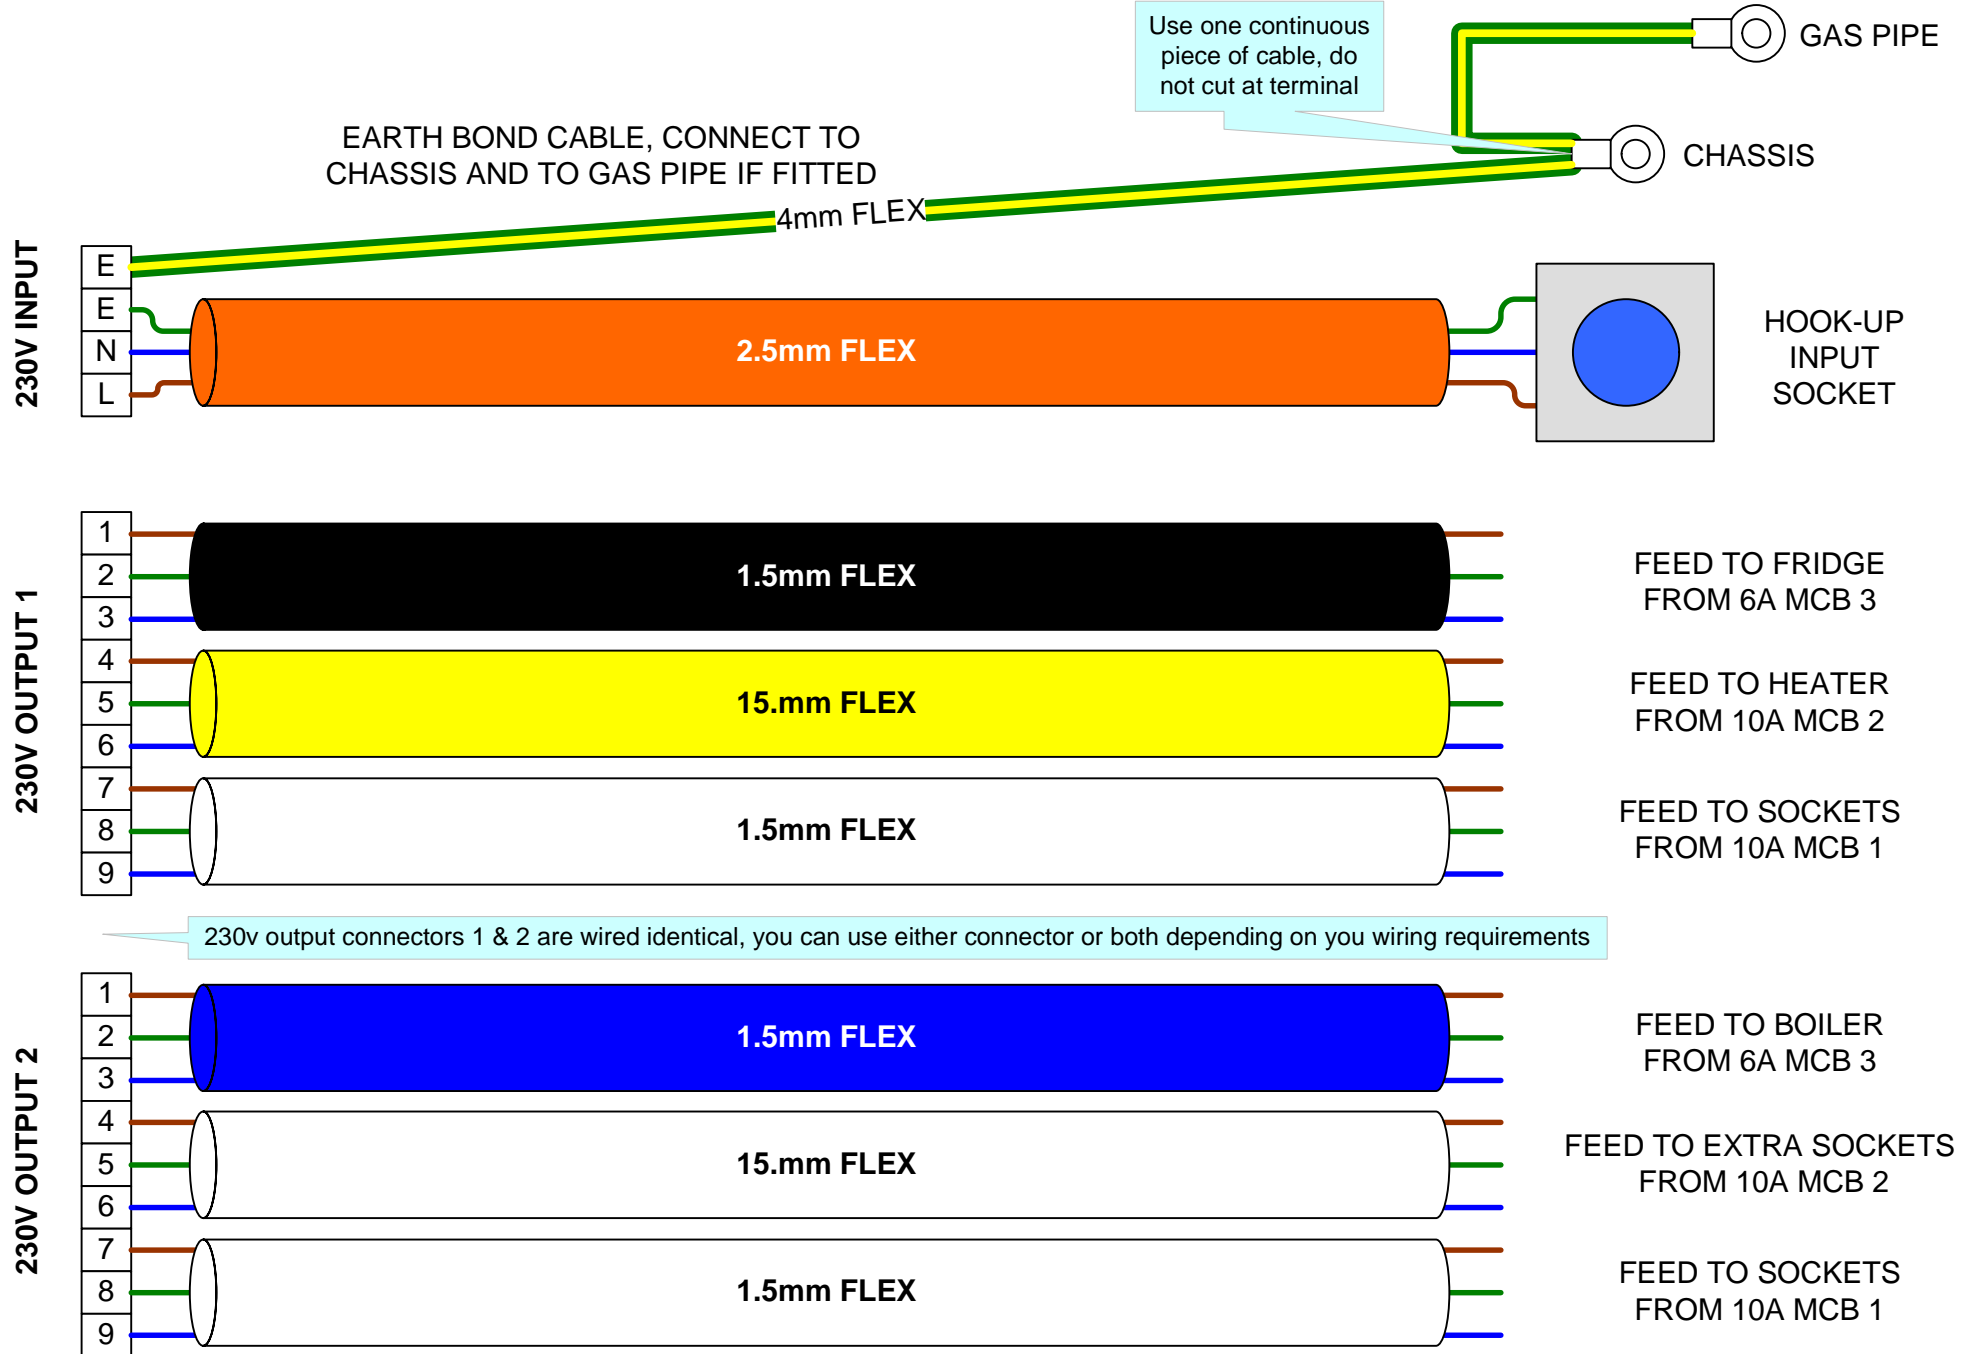 Use one continuous
piece of cable, do
not cut at terminal
GAS PIPE
EARTH BOND CABLE, CONNECT TO
CHASSIS AND TO GAS PIPE IF FITTED
CHASSIS
4mm FLEX
230V INPUT
E
E
N
L
2.5mm FLEX
HOOK-UP
INPUT
SOCKET
230V OUTPUT 1
1
2
3
1.5mm FLEX
FEED TO FRIDGE
FROM 6A MCB 3
4
5
6
15.mm FLEX
FEED TO HEATER
FROM 10A MCB 2
7
8
9
1.5mm FLEX
FEED TO SOCKETS
FROM 10A MCB 1
230v output connectors 1 & 2 are wired identical, you can use either connector or both depending on you wiring requirements
230V OUTPUT 2
1
2
3
1.5mm FLEX
FEED TO BOILER
FROM 6A MCB 3
4
5
6
15.mm FLEX
FEED TO EXTRA SOCKETS
FROM 10A MCB 2
7
8
9
1.5mm FLEX
FEED TO SOCKETS
FROM 10A MCB 1